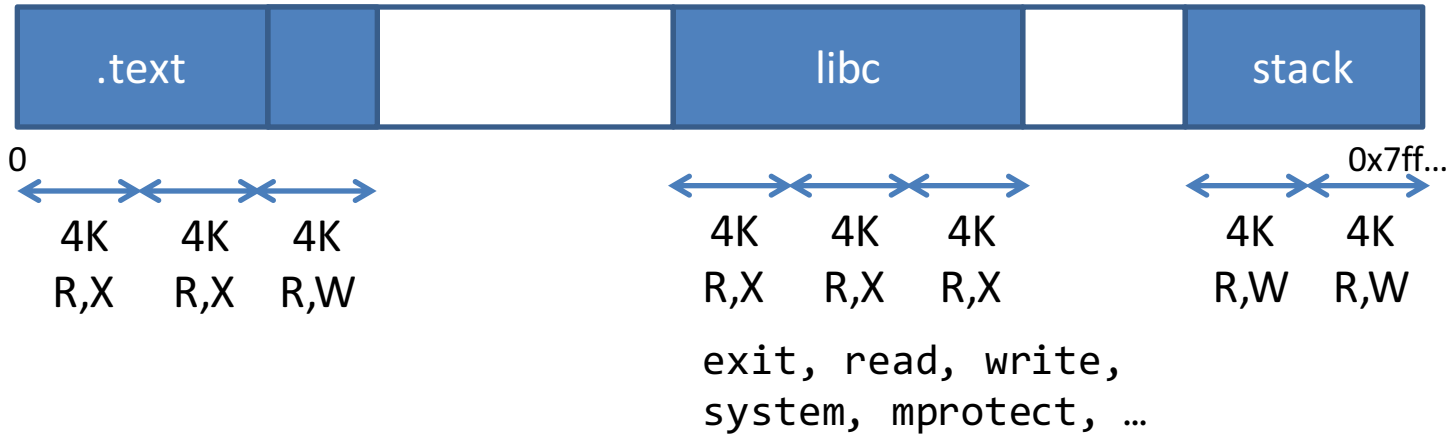 .text libc stack
0 0x7ff…
4K 4K 4K 4K 4K 4K 4K 4K
R,X R,X R,W R,X R,X R,X R,W R,W
exit, read, write,
system, mprotect, …